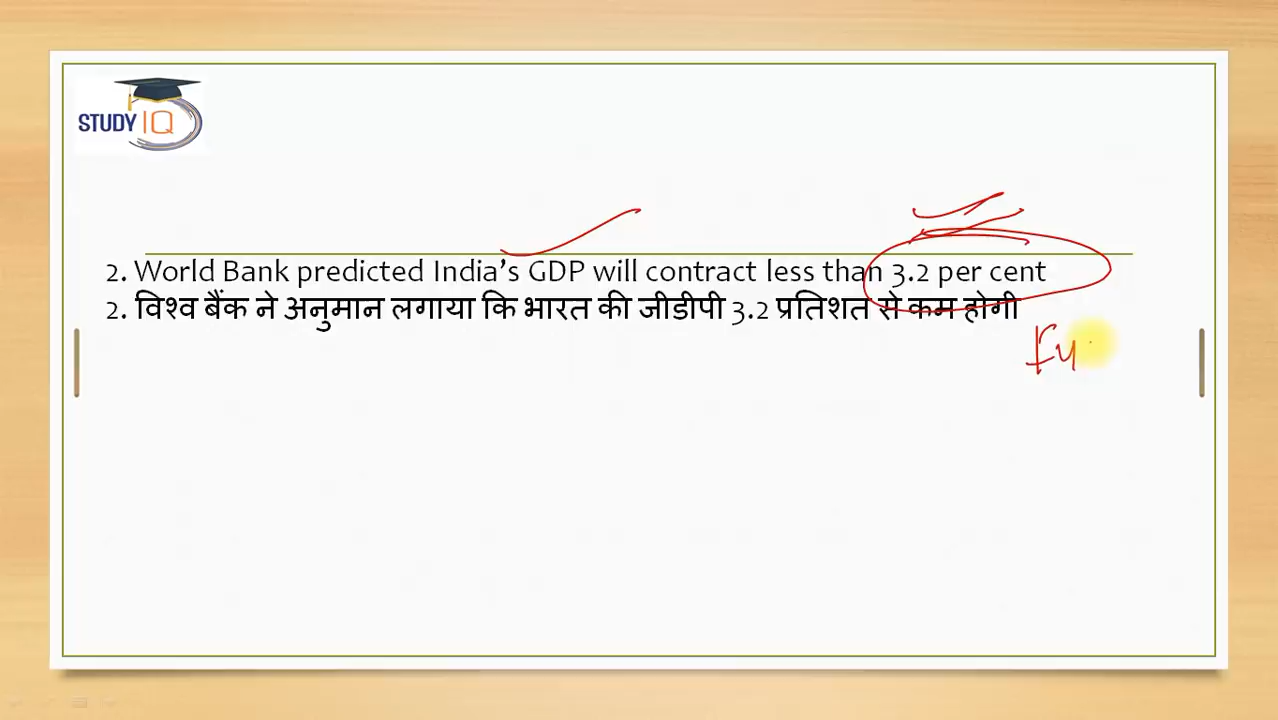 STUDY IQ
2. World Bank predicted India's GDP will contract less than 3.2 per cent
2. विश्व बैंक ने अनुमान लगाया कि भारत की जीडीपी 3.2 प्रतिशत से कम होगी
Fy